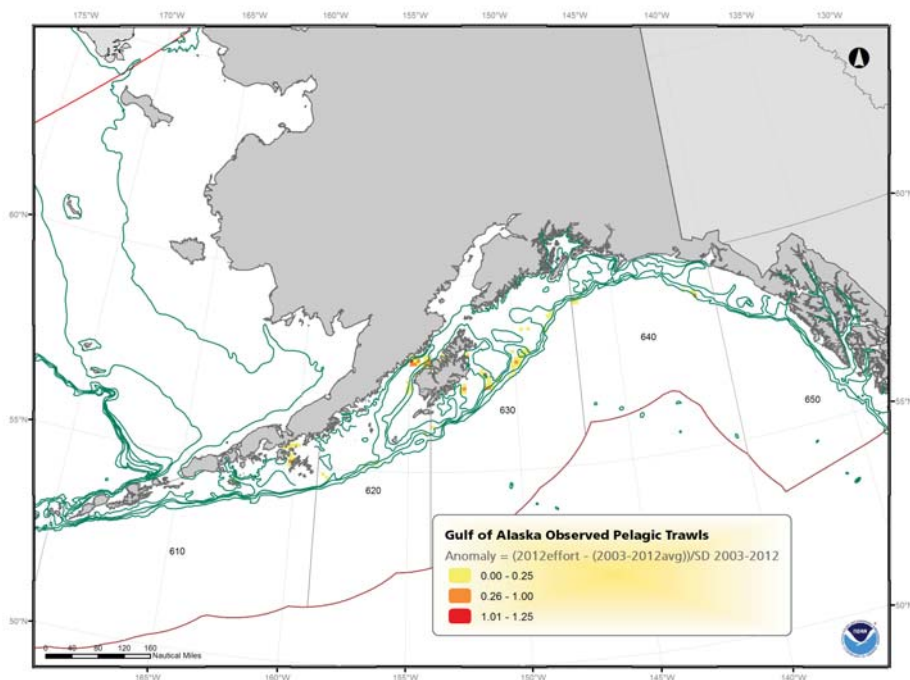 175°W 170°W 165°W 160°W 155°W 150°W 145°W 140°W 135°W 130°W
60°N
60°N
640
55°N
630
650
55°N
620
610
Gulf of Alaska Observed Pelagic Trawls
Anomaly = (2012effort - (2003-2012avg))/SD 2003-2012
0.00 - 0.25
0.26 - 1.00
1.01 - 1.25
50°N
50°N
0 40 80 120 160
Nautical Miles
165°W 160°W 155°W 150°W 145°W 140°W